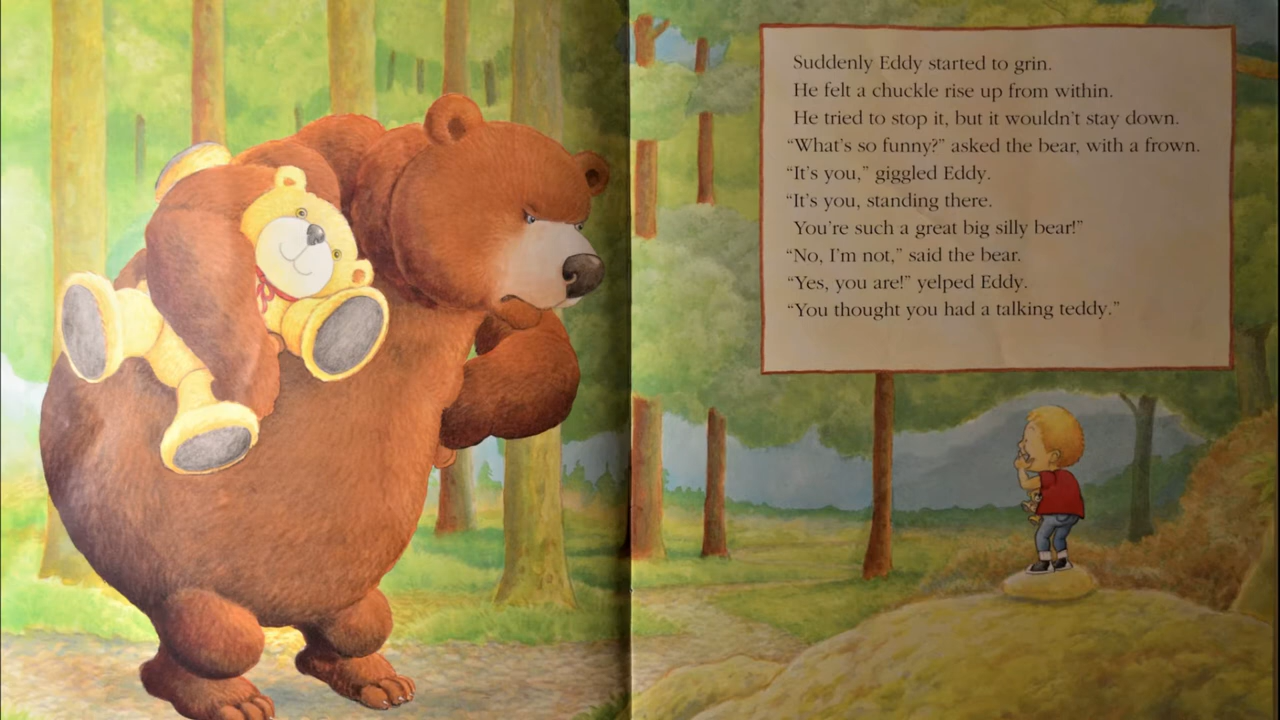 Suddenly Eddy started to grin.
He felt a chuckle rise up from within.
He tried to stop it, but it wouldn't stay down.
“What's so funny?” asked the bear, with a frown.
“It's you,” giggled Eddy.
“It's you, standing there.
You're such a great big silly bear!”
“No, I'm not,” said the bear.
“Yes, you are!” yelped Eddy.
“You thought you had a talking teddy.”